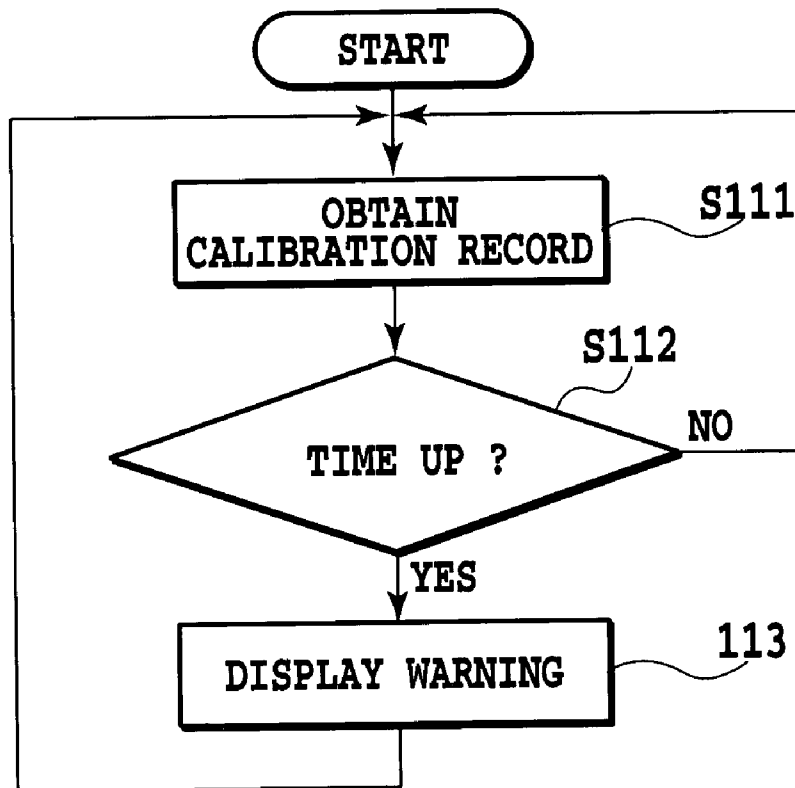 START
OBTAIN
CALIBRATION RECORD
S111
S112
TIME UP ?
NO
YES
DISPLAY WARNING
113